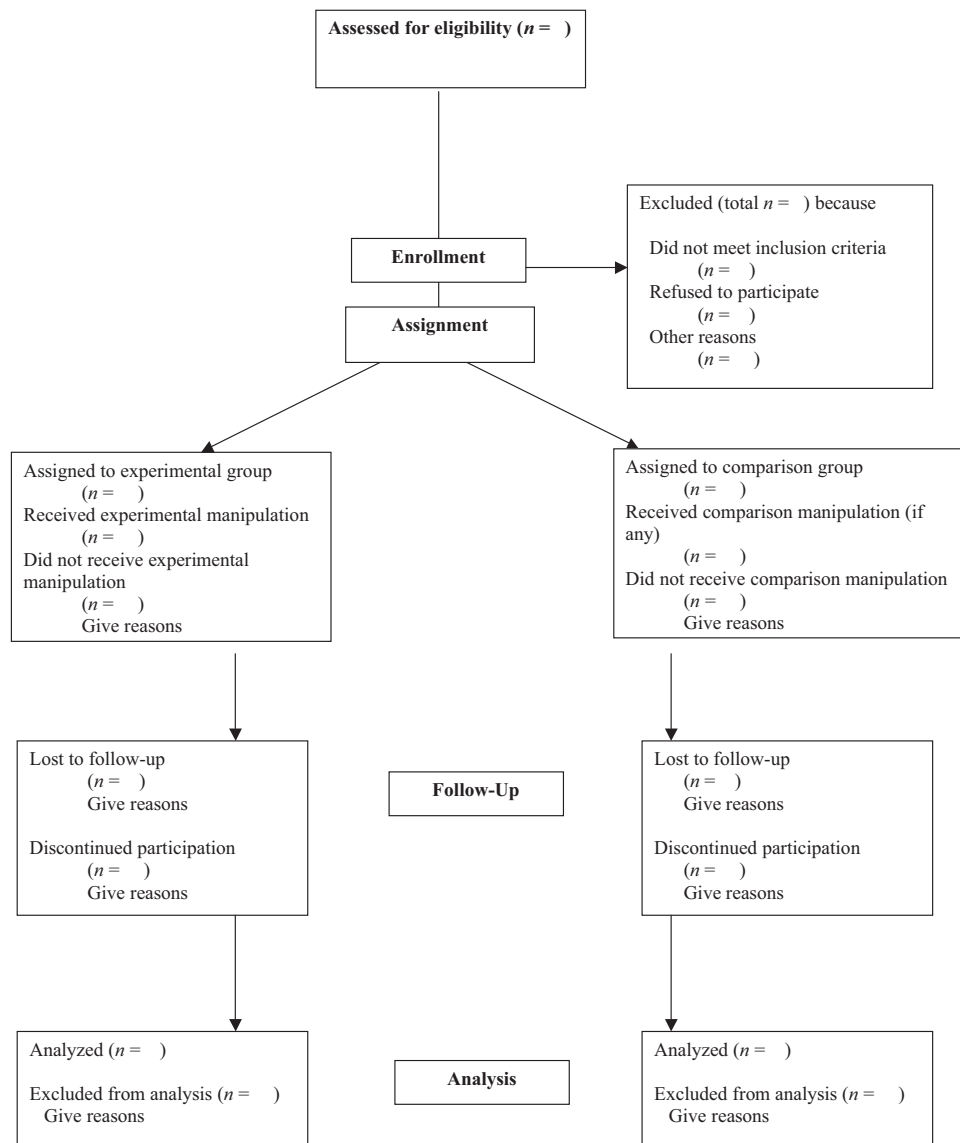 Assessed for eligibility (n =   )
Excluded (total n =   ) because
Did not meet inclusion criteria
(n =   )
Refused to participate
(n =   )
Other reasons
(n =   )
Enrollment
Assignment
Assigned to experimental group
(n =   )
Received experimental manipulation
(n =   )
Did not receive experimental
manipulation
(n =   )
Give reasons
Assigned to comparison group
(n =   )
Received comparison manipulation (if
any)
(n =   )
Did not receive comparison manipulation
(n =   )
Give reasons
Lost to follow-up
(n =   )
Give reasons
Discontinued participation
(n =   )
Give reasons
Follow-Up
Lost to follow-up
(n =   )
Give reasons
Discontinued participation
(n =   )
Give reasons
Analyzed (n =   )
Excluded from analysis (n =   )
Give reasons
Analysis
Analyzed (n =   )
Excluded from analysis (n =   )
Give reasons